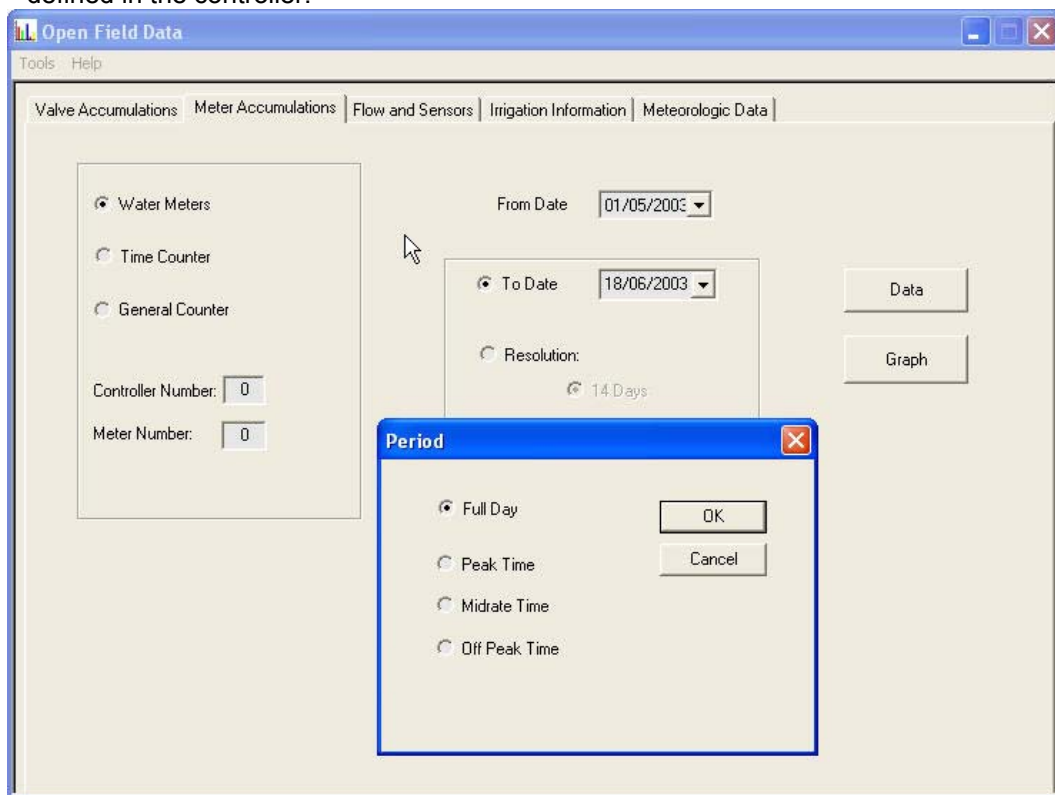 defined in the controller.
Open Field Data
Tools Help
Valve Accumulations Meter Accumulations Flow and Sensors Irrigation Information Meteorologic Data
Water Meters
Time Counter
General Counter
Controller Number: 0
Meter Number: 0
From Date 01/05/2003
To Date 18/06/2003
Resolution:
14 Days
Data
Graph
Period
Full Day
Peak Time
Midrate Time
Off Peak Time
OK
Cancel